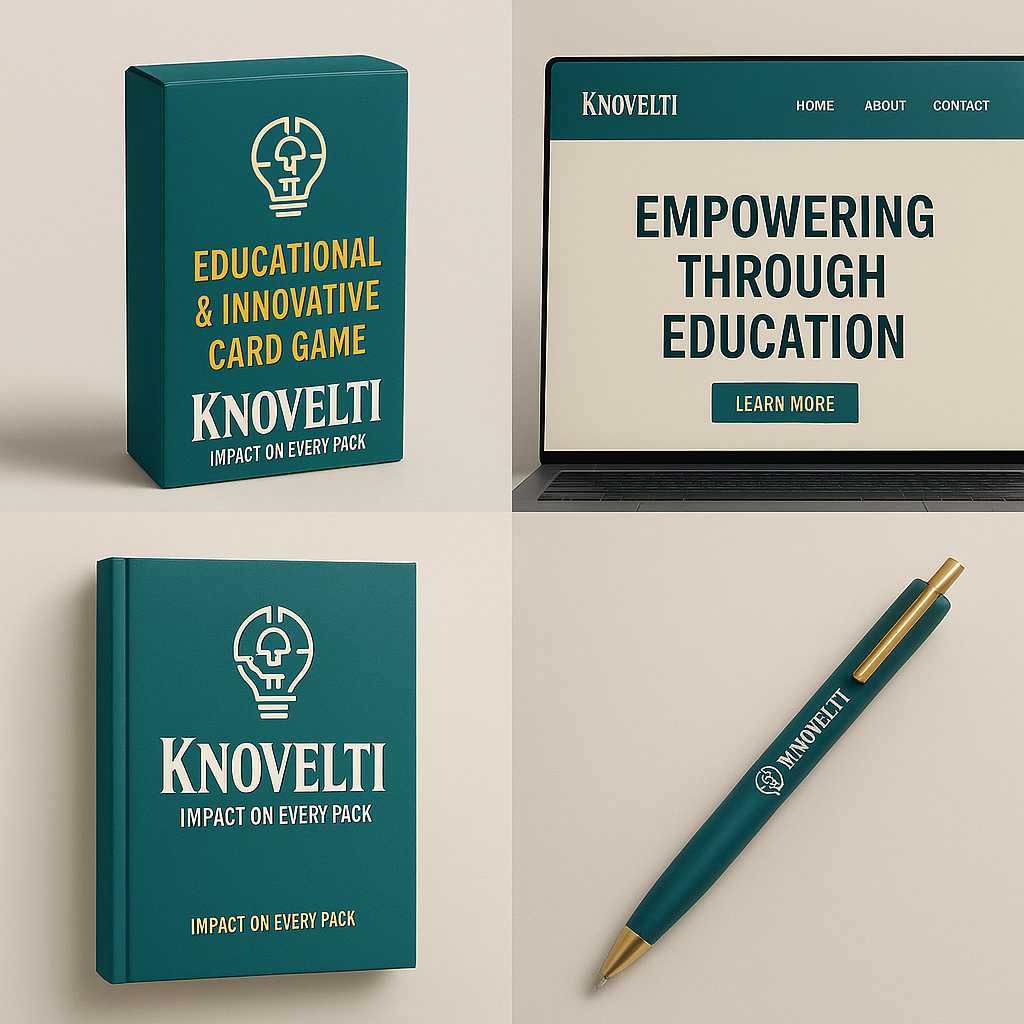 EDUCATIONAL
& INNOVATIVE
CARD GAME
KNOVELTI
IMPACT ON EVERY PACK
KNOVELTI
HOME ABOUT CONTACT
EMPOWERING
THROUGH
EDUCATION
LEARN MORE
KNOVELTI
IMPACT ON EVERY PACK
IMPACT ON EVERY PACK